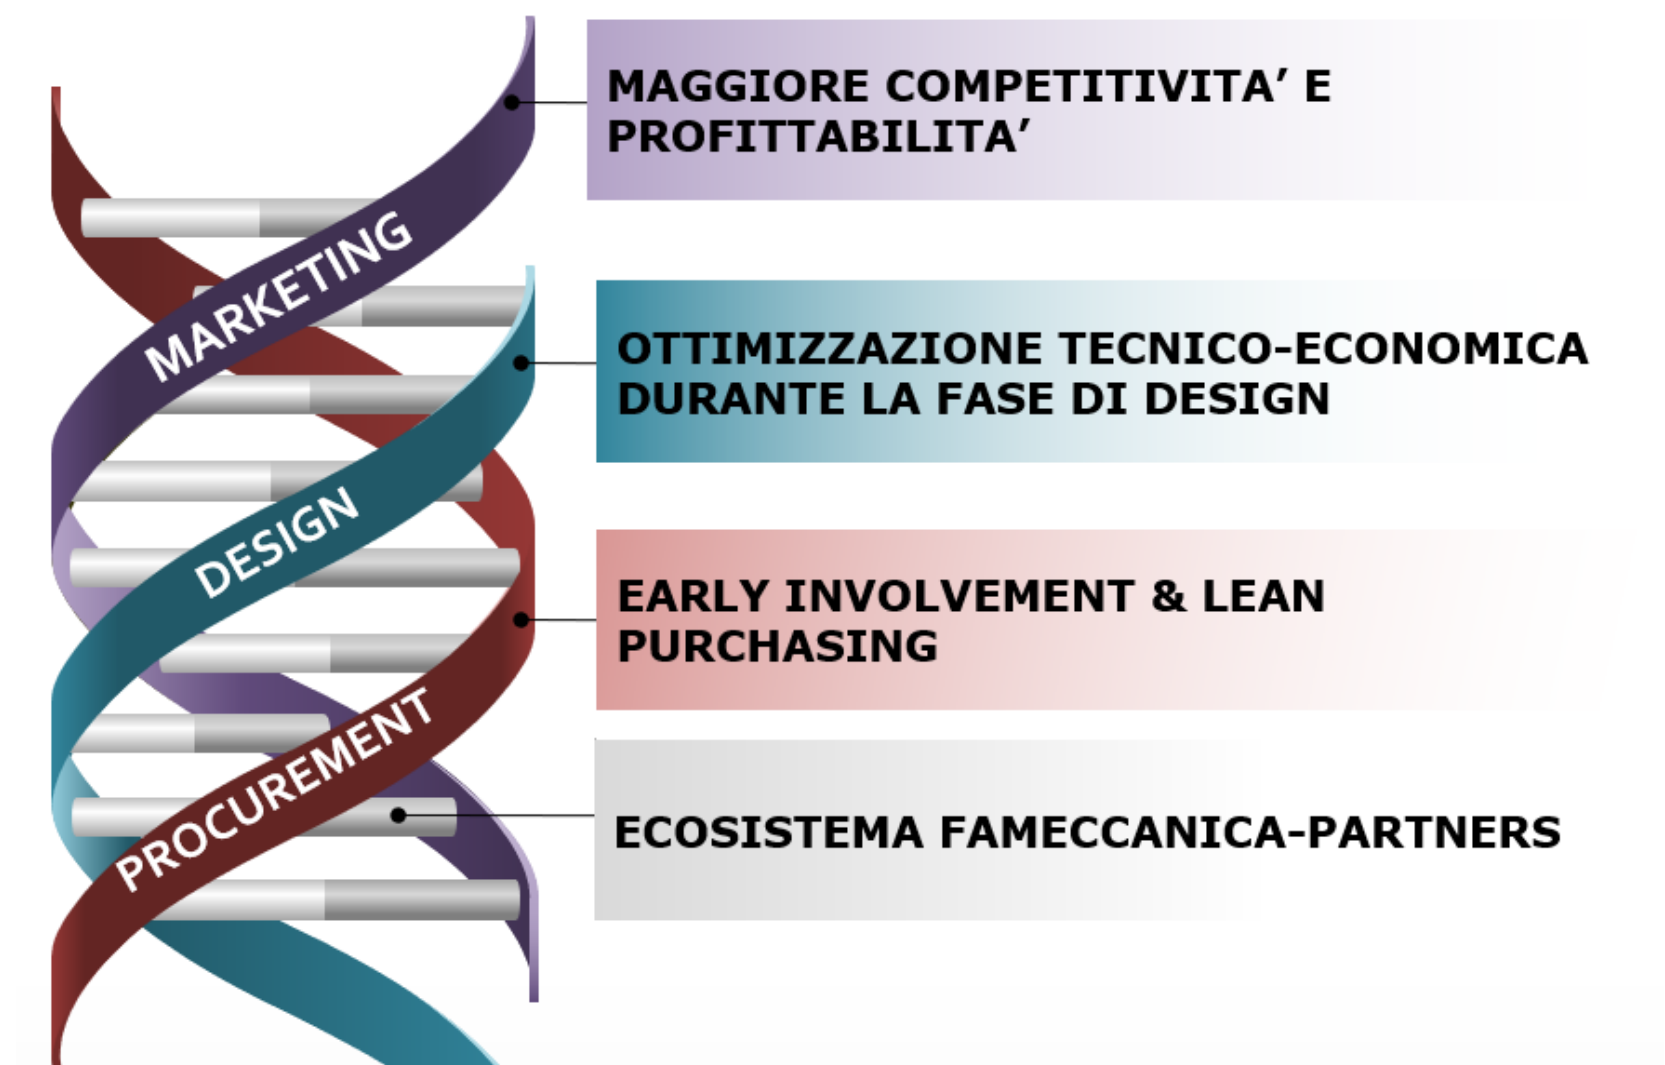 MAGGIORE COMPETITIVITA’ E
PROFITTABILITA’
MARKETING
OTTIMIZZAZIONE TECNICO-ECONOMICA
DURANTE LA FASE DI DESIGN
DESIGN
EARLY INVOLVEMENT & LEAN
PURCHASING
PROCUREMENT
ECOSISTEMA FAMECCANICA-PARTNERS